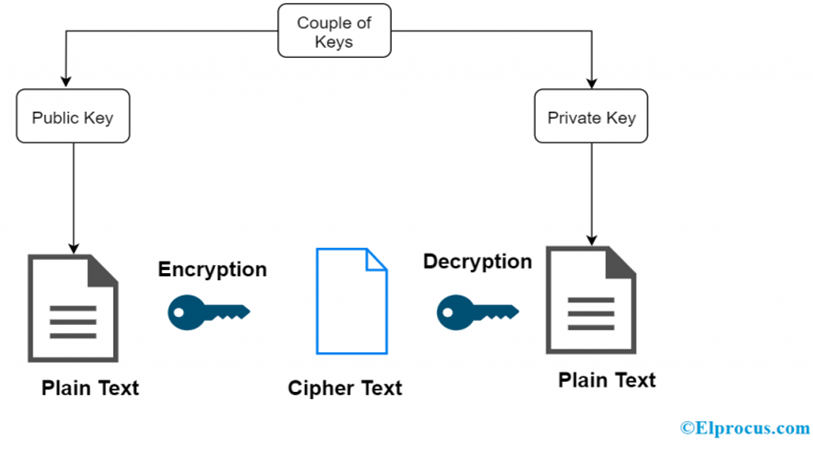 Couple of
Keys
Public Key
Private Key
Encryption
Decryption
Plain Text
Cipher Text
Plain Text
©Elprocus.com